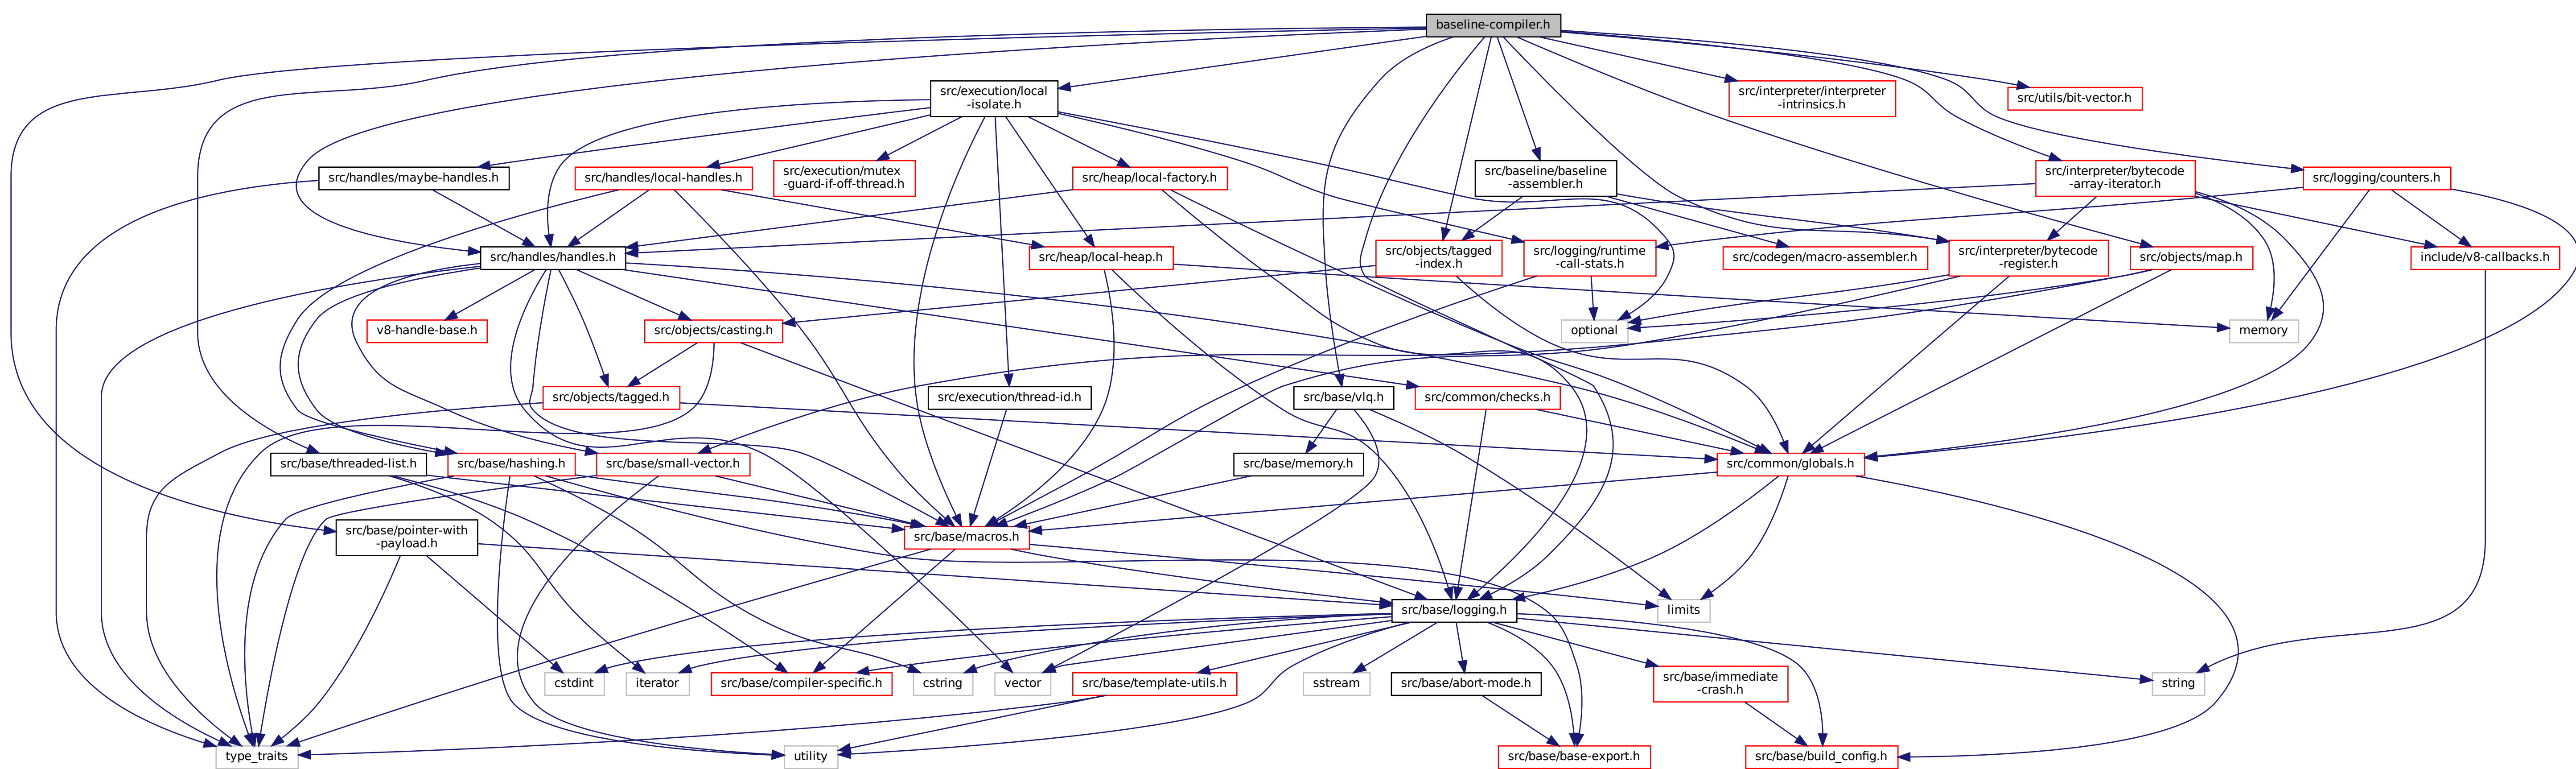 baseline-compiler.h
src/execution/local
-isolate.h
src/interpreter/interpreter
-intrinsics.h
src/utils/bit-vector.h
src/handles/maybe-handles.h
src/handles/local-handles.h
src/execution/mutex
-guard-if-off-thread.h
src/heap/local-factory.h
src/baseline/baseline
-assembler.h
src/interpreter/bytecode
-array-iterator.h
src/logging/counters.h
src/handles/handles.h
src/heap/local-heap.h
src/objects/tagged
-index.h
src/logging/runtime
-call-stats.h
src/codegen/macro-assembler.h
src/interpreter/bytecode
-register.h
src/objects/map.h
include/v8-callbacks.h
v8-handle-base.h
src/objects/casting.h
optional
memory
src/objects/tagged.h
src/execution/thread-id.h
src/base/vlq.h
src/common/checks.h
src/base/threaded-list.h
src/base/hashing.h
src/base/small-vector.h
src/base/memory.h
src/common/globals.h
src/base/pointer-with
-payload.h
src/base/macros.h
src/base/logging.h
limits
cstdint
iterator
src/base/compiler-specific.h
cstring
vector
src/base/template-utils.h
sstream
src/base/abort-mode.h
src/base/immediate
-crash.h
string
type_traits
utility
src/base/base-export.h
src/base/build_config.h